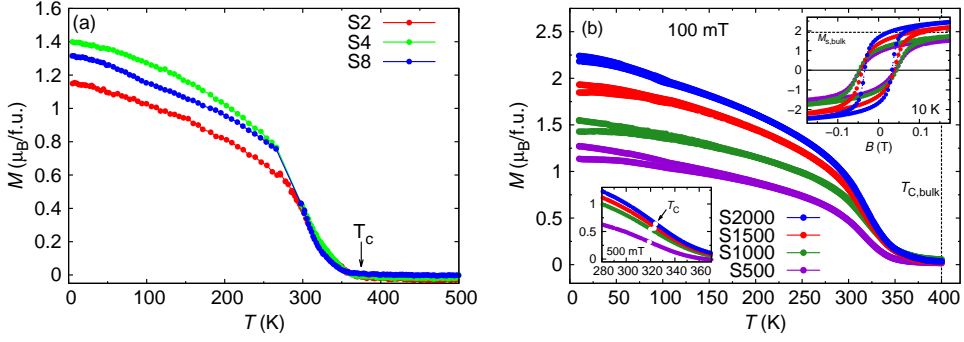 (a)
S2
S4
S8
1.6
1.4
1.2
1.0
0.8
0.6
0.4
0.2
0
M (μB/f.u.)
Tc
0 100 200 300 400 500
T (K)
(b)
100 mT
2.5
2.0
1.5
1.0
0.5
0.0
M (μB/f.u.)
2
1
0
−1
−2
Ms,bulk
10 K
−0.1 0 0.1
B (T)
TC,bulk
1
0.5
0
TC
500 mT
280 300 320 340 360
S2000
S1500
S1000
S500
0 50 100 150 200 250 300 350 400
T (K)